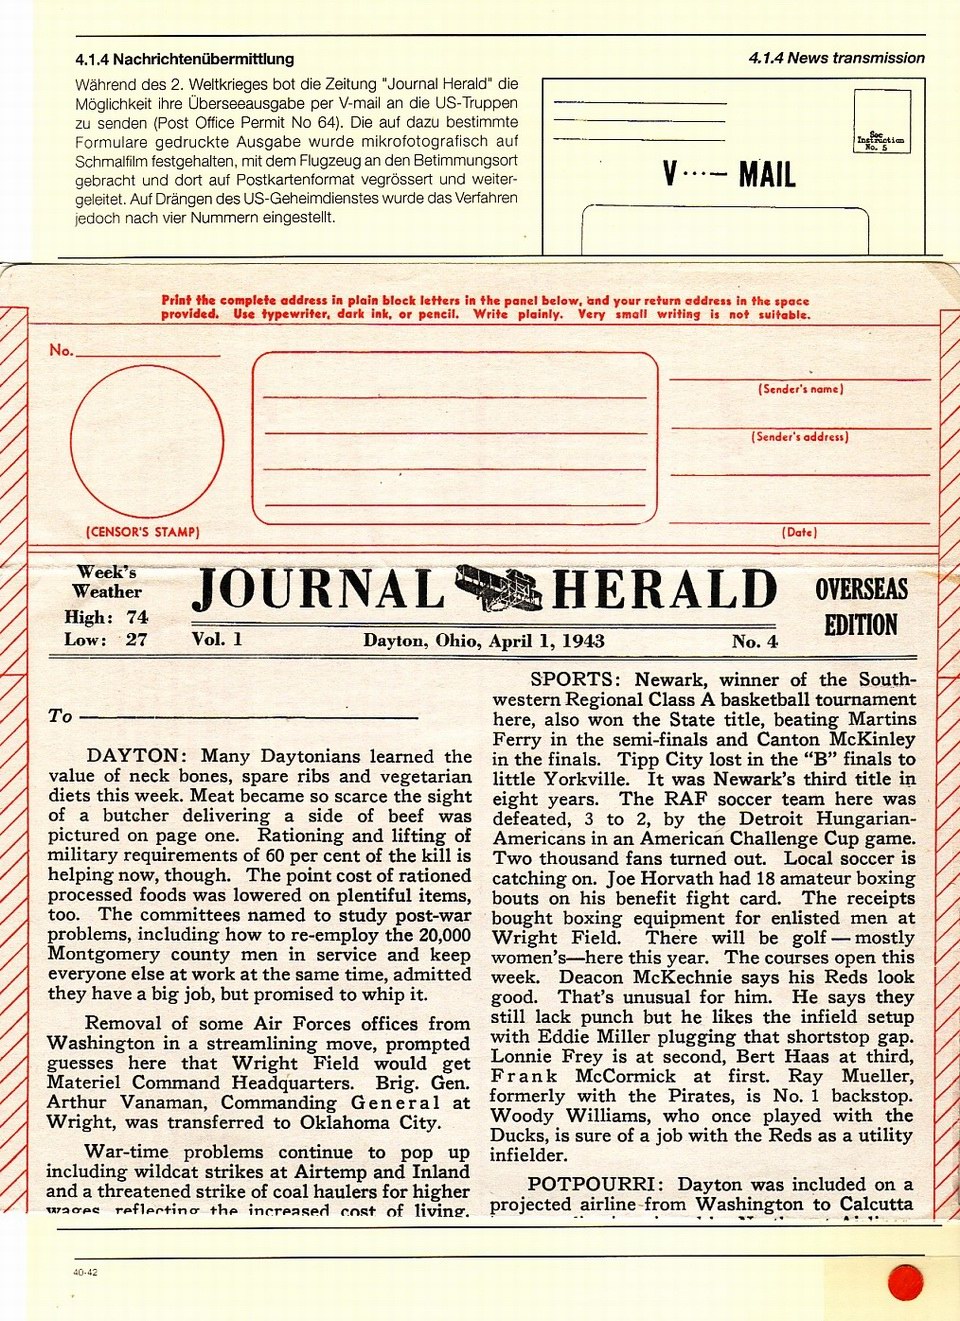 4.1.4 Nachrichtenübermittlung
4.1.4 News transmission
Während des 2. Weltkrieges bot die Zeitung "Journal Herald" die
Möglichkeit ihre Überseeausgabe per V-mail an die US-Truppen
zu senden (Post Office Permit No 64). Die auf dazu bestimmte
Formulare gedruckte Ausgabe wurde mikrofotografisch auf
Schmalfilm festgehalten, mit dem Flugzeug an den Betimmungsort
gebracht und dort auf Postkartenformat vegrössert und weiter-
geleitet. Auf Drängen des US-Geheimdienstes wurde das Verfahren
jedoch nach vier Nummern eingestellt.
See
Instruction
No. 5
V ···— MAIL
Print the complete address in plain block letters in the panel below, and your return address in the space
provided. Use typewriter, dark ink, or pencil. Write plainly. Very small writing is not suitable.
No.
(CENSOR'S STAMP)
(Sender's name)
(Sender's address)
(Date)
Week's
Weather
High: 74
Low: 27
JOURNAL HERALD
Vol. 1 Dayton, Ohio, April 1, 1943 No. 4
OVERSEAS
EDITION
To
DAYTON: Many Daytonians learned the
value of neck bones, spare ribs and vegetarian
diets this week. Meat became so scarce the sight
of a butcher delivering a side of beef was
pictured on page one. Rationing and lifting of
military requirements of 60 per cent of the kill is
helping now, though. The point cost of rationed
processed foods was lowered on plentiful items,
too. The committees named to study post-war
problems, including how to re-employ the 20,000
Montgomery county men in service and keep
everyone else at work at the same time, admitted
they have a big job, but promised to whip it.
Removal of some Air Forces offices from
Washington in a streamlining move, prompted
guesses here that Wright Field would get
Materiel Command Headquarters. Brig. Gen.
Arthur Vanaman, Commanding General at
Wright, was transferred to Oklahoma City.
War-time problems continue to pop up
including wildcat strikes at Airtemp and Inland
and a threatened strike of coal haulers for higher
wages, reflecting the increased cost of living.
SPORTS: Newark, winner of the South-
western Regional Class A basketball tournament
here, also won the State title, beating Martins
Ferry in the semi-finals and Canton McKinley
in the finals. Tipp City lost in the “B” finals to
little Yorkville. It was Newark's third title in
eight years. The RAF soccer team here was
defeated, 3 to 2, by the Detroit Hungarian-
Americans in an American Challenge Cup game.
Two thousand fans turned out. Local soccer is
catching on. Joe Horvath had 18 amateur boxing
bouts on his benefit fight card. The receipts
bought boxing equipment for enlisted men at
Wright Field. There will be golf — mostly
women's—here this year. The courses open this
week. Deacon McKechnie says his Reds look
good. That's unusual for him. He says they
still lack punch but he likes the infield setup
with Eddie Miller plugging that shortstop gap.
Lonnie Frey is at second, Bert Haas at third,
Frank McCormick at first. Ray Mueller,
formerly with the Pirates, is No. 1 backstop.
Woody Williams, who once played with the
Ducks, is sure of a job with the Reds as a utility
infielder.
POTPOURRI: Dayton was included on a
projected airline from Washington to Calcutta
40-42